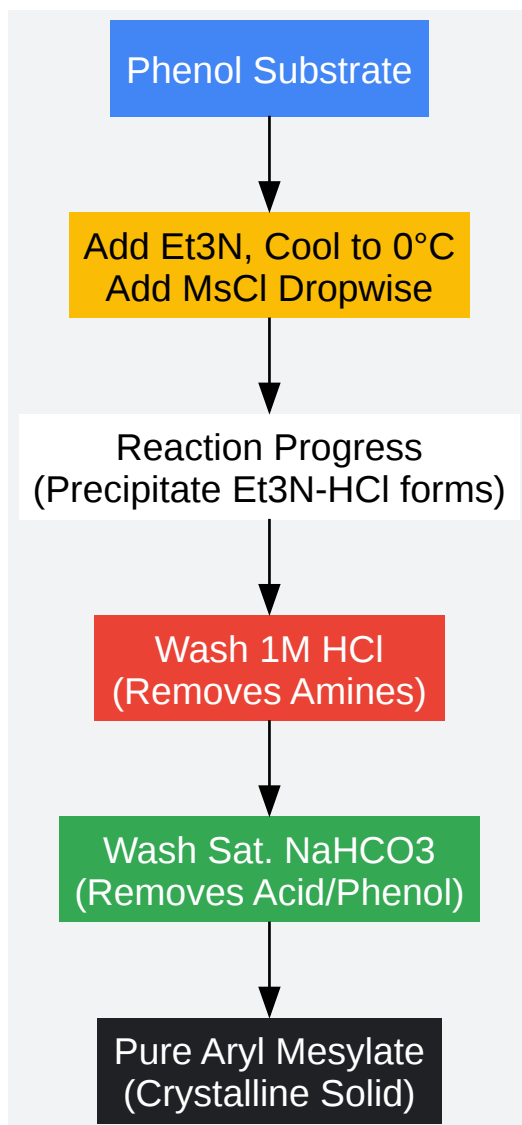 Phenol Substrate
Add Et3N, Cool to 0°C
Add MsCl Dropwise
Reaction Progress
(Precipitate Et3N-HCl forms)
Wash 1M HCl
(Removes Amines)
Wash Sat. NaHCO3
(Removes Acid/Phenol)
Pure Aryl Mesylate
(Crystalline Solid)